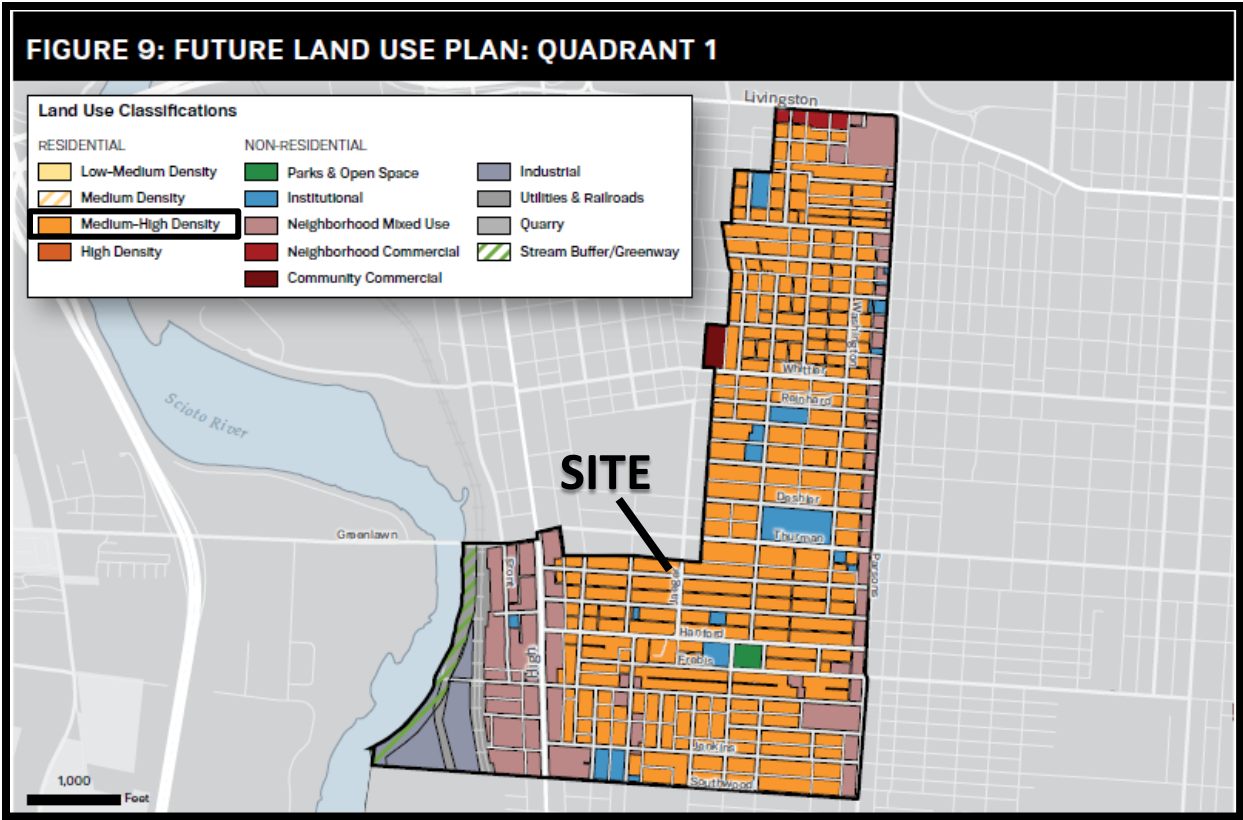 FIGURE 9: FUTURE LAND USE PLAN: QUADRANT 1
Land Use Classifications
RESIDENTIAL
Low-Medium Density
Medium Density
Medium-High Density
High Density
NON-RESIDENTIAL
Parks & Open Space
Institutional
Neighborhood Mixed Use
Neighborhood Commercial
Community Commercial
Industrial
Utilities & Railroads
Quarry
Stream Buffer/Greenway
Livingston
Washington
Whittier
Reinhard
Scioto River
SITE
Deshler
Greenlawn
Thurman
Parsons
Front
Jaeger
Hanford
High
Frebis
Jenkins
Southwood
1,000
Feet